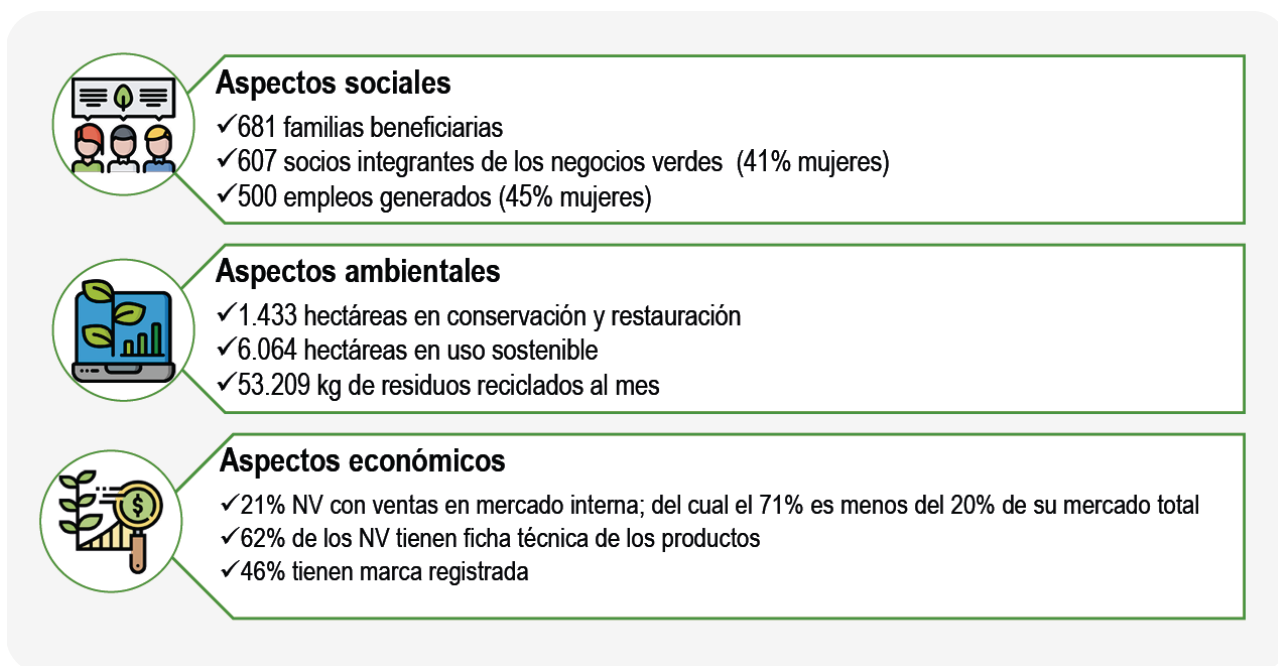 Aspectos sociales
✓681 familias beneficiarias
✓607 socios integrantes de los negocios verdes (41% mujeres)
✓500 empleos generados (45% mujeres)
Aspectos ambientales
✓1.433 hectáreas en conservación y restauración
✓6.064 hectáreas en uso sostenible
✓53.209 kg de residuos reciclados al mes
Aspectos económicos
✓21% NV con ventas en mercado interna; del cual el 71% es menos del 20% de su mercado total
✓62% de los NV tienen ficha técnica de los productos
✓46% tienen marca registrada